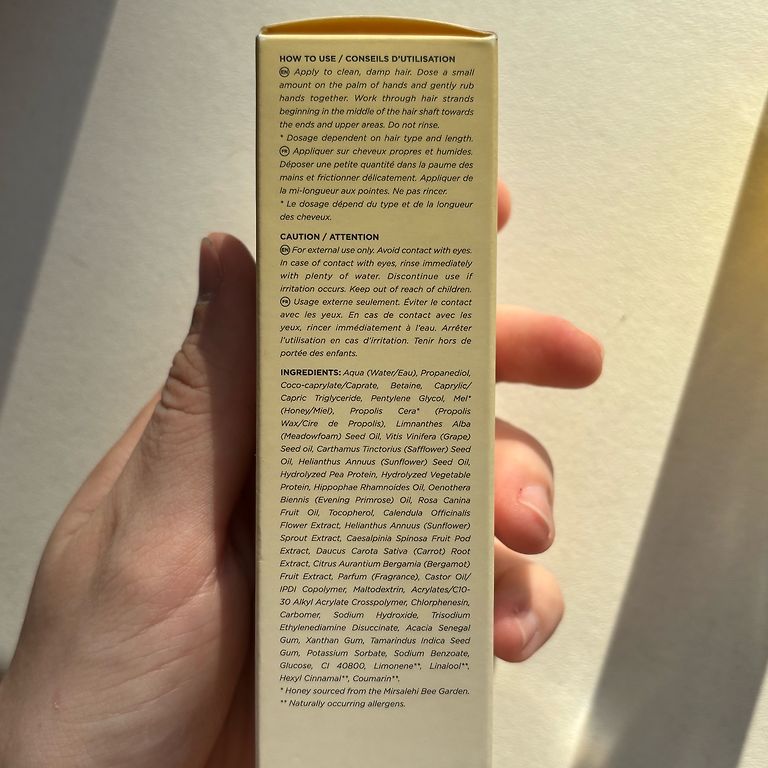 HOW TO USE / CONSEILS D'UTILISATION
EN Apply to clean, damp hair. Dose a small
amount on the palm of hands and gently rub
hands together. Work through hair strands
beginning in the middle of the hair shaft towards
the ends and upper areas. Do not rinse.
* Dosage dependent on hair type and length.
FR Appliquer sur cheveux propres et humides.
Déposer une petite quantité dans la paume des
mains et frictionner délicatement. Appliquer de
la mi-longueur aux pointes. Ne pas rincer.
* Le dosage dépend du type et de la longueur
des cheveux.
CAUTION / ATTENTION
EN For external use only. Avoid contact with eyes.
In case of contact with eyes, rinse immediately
with plenty of water. Discontinue use if
irritation occurs. Keep out of reach of children.
FR Usage externe seulement. Éviter le contact
avec les yeux. En cas de contact avec les
yeux, rincer immédiatement à l'eau. Arrêter
l'utilisation en cas d'irritation. Tenir hors de
portée des enfants.
INGREDIENTS: Aqua (Water/Eau), Propanediol,
Coco-caprylate/Caprate, Betaine, Caprylic/
Capric Triglyceride, Pentylene Glycol, Mel*
(Honey/Miel), Propolis Cera* (Propolis
Wax/Cire de Propolis), Limnanthes Alba
(Meadowfoam) Seed Oil, Vitis Vinifera (Grape)
Seed oil, Carthamus Tinctorius (Safflower) Seed
Oil, Helianthus Annuus (Sunflower) Seed Oil,
Hydrolyzed Pea Protein, Hydrolyzed Vegetable
Protein, Hippophae Rhamnoides Oil, Oenothera
Biennis (Evening Primrose) Oil, Rosa Canina
Fruit Oil, Tocopherol, Calendula Officinalis
Flower Extract, Helianthus Annuus (Sunflower)
Sprout Extract, Caesalpinia Spinosa Fruit Pod
Extract, Daucus Carota Sativa (Carrot) Root
Extract, Citrus Aurantium Bergamia (Bergamot)
Fruit Extract, Parfum (Fragrance), Castor Oil/
IPDI Copolymer, Maltodextrin, Acrylates/C10-
30 Alkyl Acrylate Crosspolymer, Chlorphenesin,
Carbomer, Sodium Hydroxide, Trisodium
Ethylenediamine Disuccinate, Acacia Senegal
Gum, Xanthan Gum, Tamarindus Indica Seed
Gum, Potassium Sorbate, Sodium Benzoate,
Glucose, CI 40800, Limonene**, Linalool**,
Hexyl Cinnamal**, Coumarin**.
* Honey sourced from the Mirsalehi Bee Garden.
** Naturally occurring allergens.